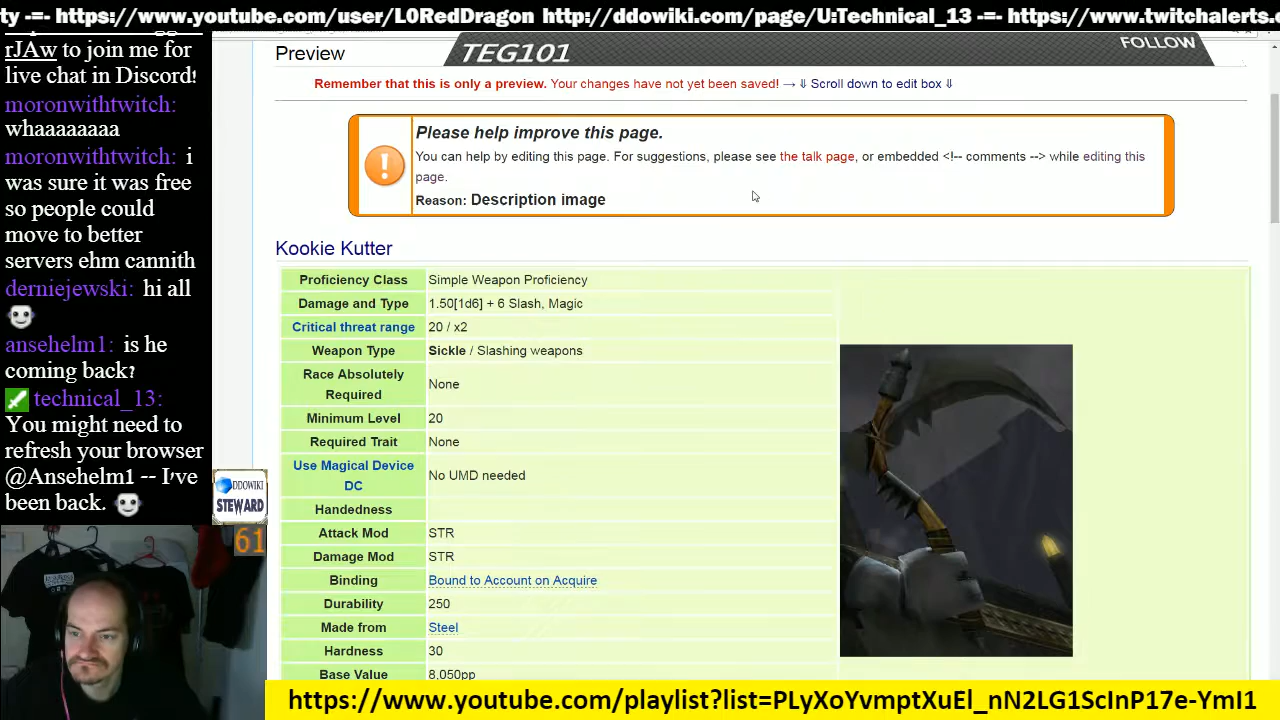 ty -=- https://www.youtube.com/user/L0RedDragon http://ddowiki.com/page/U:Technical_13 -=- https://www.twitchalerts.c
rJAw to join me for
live chat in Discord!
moronwithtwitch:
whaaaaaaaa
moronwithtwitch: i
was sure it was free
so people could
move to better
servers ehm cannith
derniejewski: hi all
ansehelm1: is he
coming back?
technical_13:
You might need to
refresh your browser
@Ansehelm1 -- I've
been back.
DDOWIKI
STEWARD
61
Preview
TEG101
FOLLOW
Remember that this is only a preview. Your changes have not yet been saved! → ⇓ Scroll down to edit box ⇓
Please help improve this page.
You can help by editing this page. For suggestions, please see the talk page, or embedded <!-- comments --> while editing this
page.
Reason: Description image
Kookie Kutter
Proficiency Class Simple Weapon Proficiency
Damage and Type 1.50[1d6] + 6 Slash, Magic
Critical threat range 20 / x2
Weapon Type Sickle / Slashing weapons
Race Absolutely
Required None
Minimum Level 20
Required Trait None
Use Magical Device
DC No UMD needed
Handedness
Attack Mod STR
Damage Mod STR
Binding Bound to Account on Acquire
Durability 250
Made from Steel
Hardness 30
Base Value 8,050pp
https://www.youtube.com/playlist?list=PLyXoYvmptXuEl_nN2LG1ScInP17e-YmI1